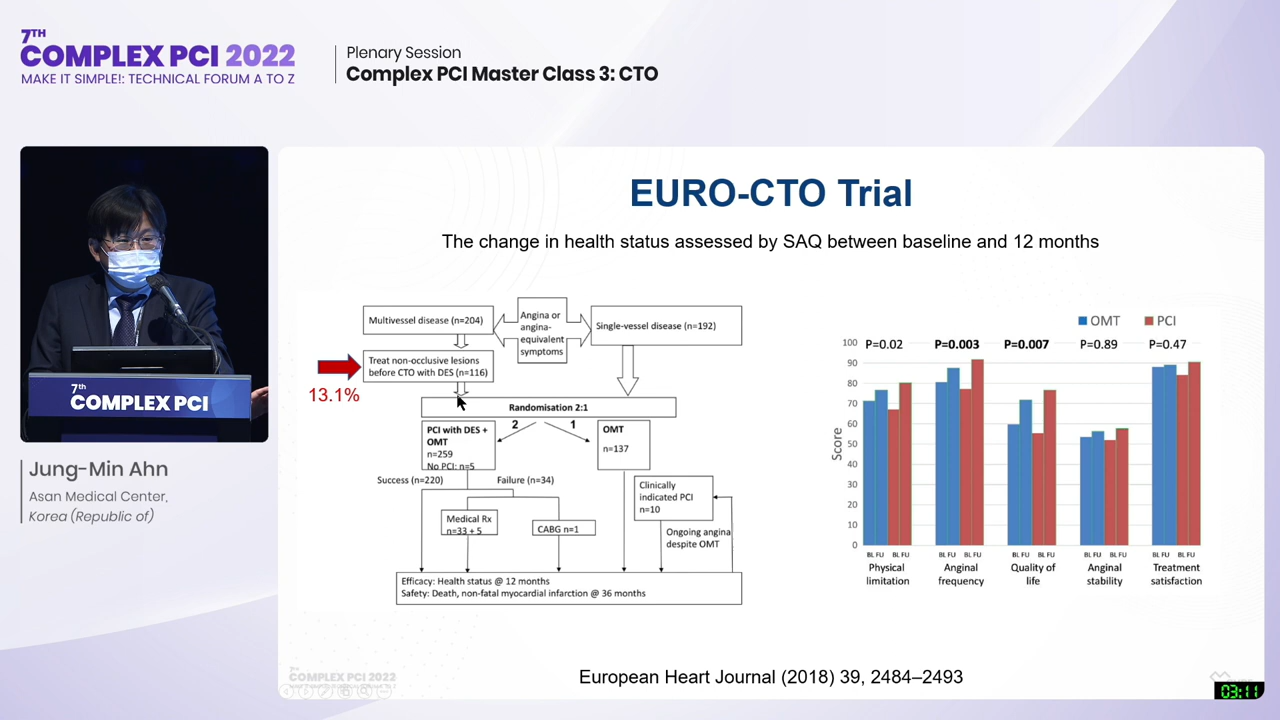 7TH
COMPLEX PCI 2022
MAKE IT SIMPLE!: TECHNICAL FORUM A TO Z
Plenary Session
Complex PCI Master Class 3: CTO
7th
COMPLEX PCI
Jung-Min Ahn
Asan Medical Center,
Korea (Republic of)
EURO-CTO Trial
The change in health status assessed by SAQ between baseline and 12 months
Multivessel disease (n=204)
Angina or
angina-
equivalent
symptoms
Single-vessel disease (n=192)
Treat non-occlusive lesions
before CTO with DES (n=116)
13.1%
Randomisation 2:1
2
1
PCI with DES +
OMT
n=259
No PCI: n=5
OMT
n=137
Success (n=220)
Failure (n=34)
Clinically
indicated PCI
n=10
Medical Rx
n=33 + 5
CABG n=1
Ongoing angina
despite OMT
Efficacy: Health status @ 12 months
Safety: Death, non-fatal myocardial infarction @ 36 months
OMT PCI
P=0.02 P=0.003 P=0.007 P=0.89 P=0.47
Score
100
90
80
70
60
50
40
30
20
10
0
BL FU BL FU BL FU BL FU BL FU BL FU BL FU BL FU BL FU BL FU
Physical
limitation
Anginal
frequency
Quality of
life
Anginal
stability
Treatment
satisfaction
European Heart Journal (2018) 39, 2484–2493
7TH
COMPLEX PCI 2022
03:11